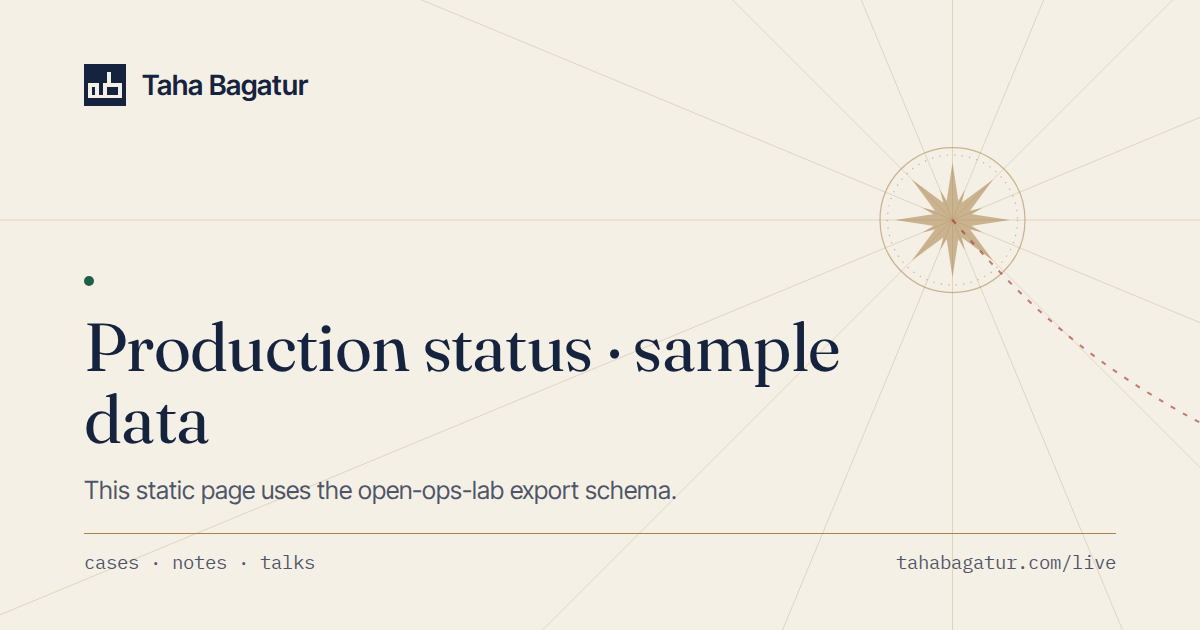 Taha Bagatur
Production status · sample
data
This static page uses the open-ops-lab export schema.
cases · notes · talks
tahabagatur.com/live